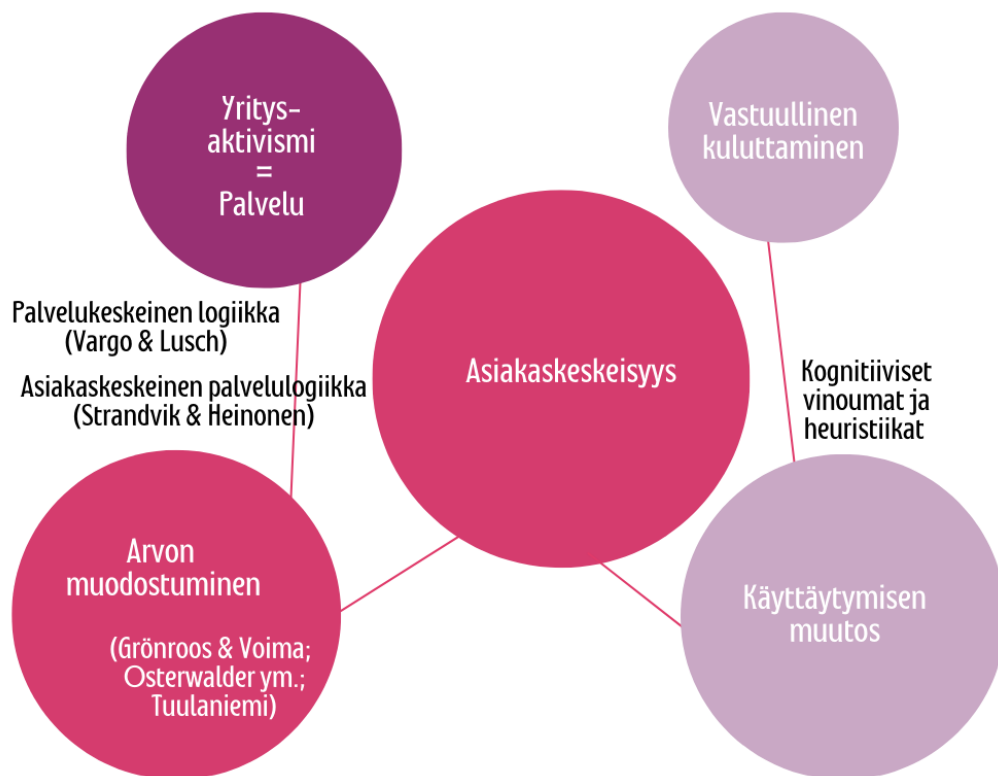 Yritys-
aktivismi
=
Palvelu
Vastuullinen
kuluttaminen
Palvelukeskeinen logiikka
(Vargo & Lusch)
Asiakaskeskeinen palvelulogiikka
(Strandvik & Heinonen)
Asiakaskeskeisyys
Kognitiiviset
vinoumat ja
heuristiikat
Arvon
muodostuminen
(Grönroos & Voima;
Osterwalder ym.;
Tuulaniemi)
Käyttäytymisen
muutos